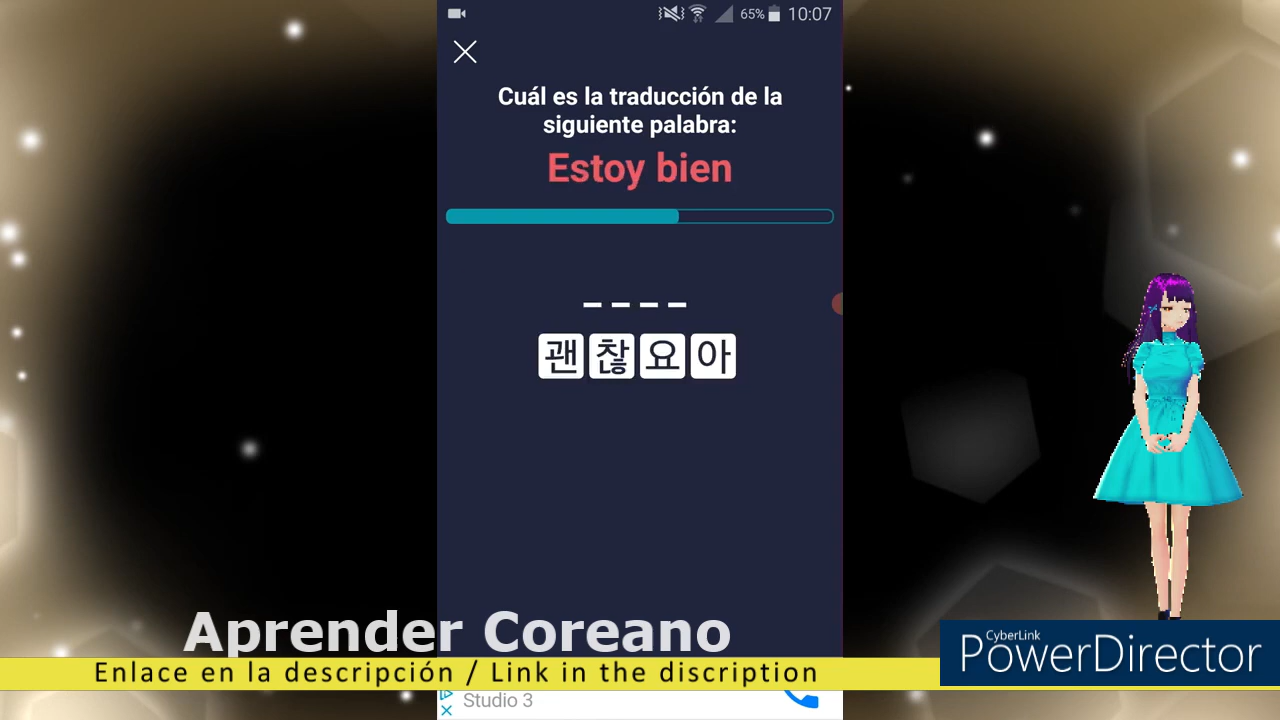 65% 10:07
Cuál es la traducción de la
siguiente palabra:
Estoy bien
_ _ _ _
괜 찮 요 아
Aprender Coreano
Enlace en la descripción / Link in the discription
CyberLink
PowerDirector
Studio 3